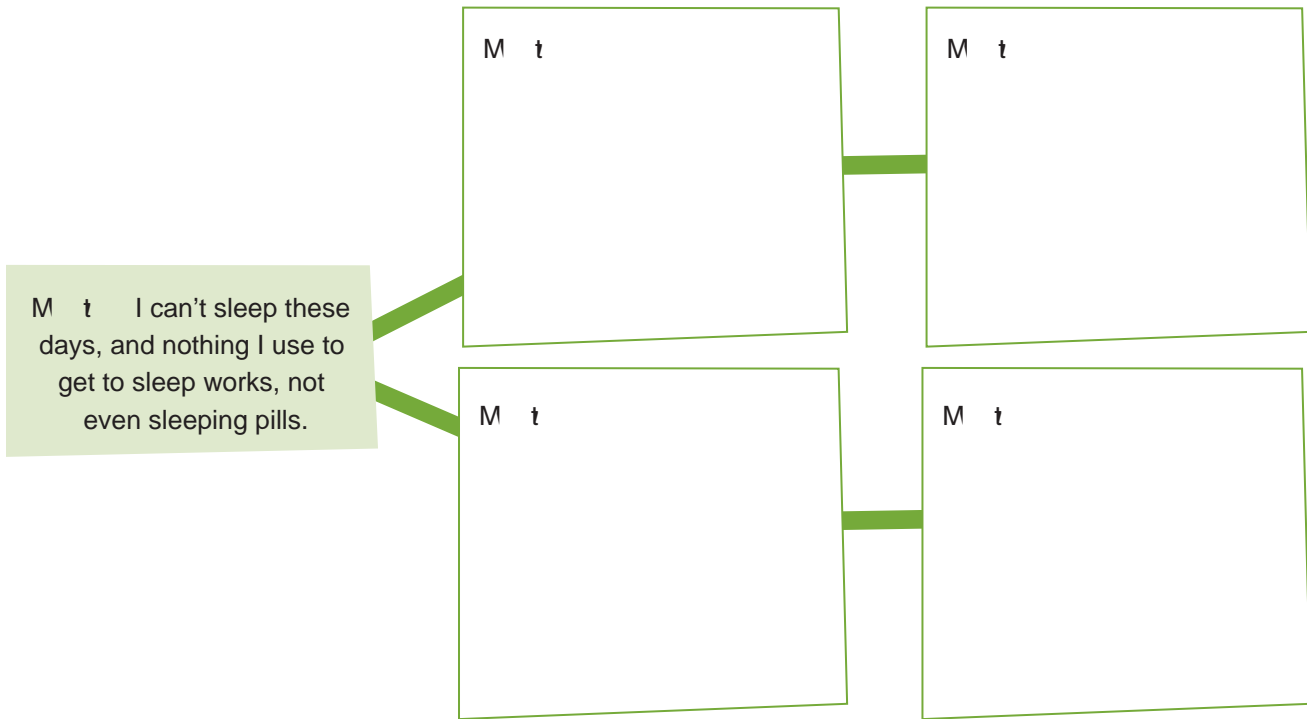 M t
M t
M t I can’t sleep these
days, and nothing I use to
get to sleep works, not
even sleeping pills.
M t
M t